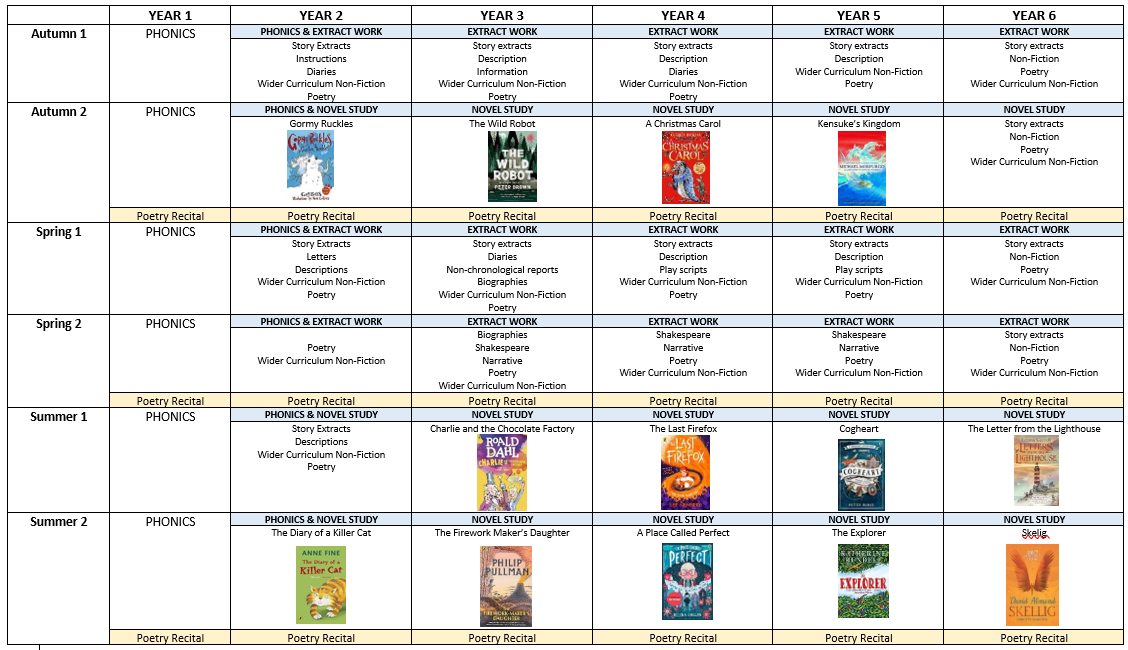 YEAR 1 YEAR 2 YEAR 3 YEAR 4 YEAR 5 YEAR 6
Autumn 1 PHONICS PHONICS & EXTRACT WORK EXTRACT WORK EXTRACT WORK EXTRACT WORK EXTRACT WORK
Story Extracts Story extracts Story extracts Story extracts Story extracts
Instructions Description Description Description Non-Fiction
Diaries Information Diaries Wider Curriculum Non-Fiction Poetry
Wider Curriculum Non-Fiction Wider Curriculum Non-Fiction Wider Curriculum Non-Fiction Poetry Wider Curriculum Non-Fiction
Poetry Poetry Poetry
Autumn 2 PHONICS PHONICS & NOVEL STUDY NOVEL STUDY NOVEL STUDY NOVEL STUDY
Gormy Ruckles The Wild Robot A Christmas Carol Kensuke's Kingdom Story extracts
Non-Fiction
Poetry
Wider Curriculum Non-Fiction
Gormy Ruckles
THE WILD ROBOT
PETER BROWN
CHRISTMAS CAROL
MICHAEL MORPURGO
Poetry Recital Poetry Recital Poetry Recital Poetry Recital Poetry Recital Poetry Recital
Spring 1 PHONICS PHONICS & EXTRACT WORK EXTRACT WORK EXTRACT WORK EXTRACT WORK EXTRACT WORK
Story Extracts Story extracts Story extracts Story extracts Story extracts
Letters Diaries Description Description Non-Fiction
Descriptions Non-chronological reports Play scripts Play scripts Poetry
Wider Curriculum Non-Fiction Biographies Wider Curriculum Non-Fiction Wider Curriculum Non-Fiction Wider Curriculum Non-Fiction
Poetry Wider Curriculum Non-Fiction Poetry Poetry
Poetry
Spring 2 PHONICS PHONICS & EXTRACT WORK EXTRACT WORK EXTRACT WORK EXTRACT WORK EXTRACT WORK
Biographies Shakespeare Shakespeare Story extracts
Poetry Shakespeare Narrative Narrative Non-Fiction
Wider Curriculum Non-Fiction Narrative Poetry Poetry Poetry
Poetry Wider Curriculum Non-Fiction Wider Curriculum Non-Fiction Wider Curriculum Non-Fiction
Wider Curriculum Non-Fiction
Poetry Recital Poetry Recital Poetry Recital Poetry Recital Poetry Recital Poetry Recital
Summer 1 PHONICS PHONICS & NOVEL STUDY NOVEL STUDY NOVEL STUDY NOVEL STUDY NOVEL STUDY
Story Extracts Charlie and the Chocolate Factory The Last Firefox Cogheart The Letter from the Lighthouse
Descriptions
Wider Curriculum Non-Fiction
Poetry
ROALD DAHL
CHARLIE
LAST FIREFOX
COGHEART
LETTERS LIGHTHOUSE
Summer 2 PHONICS PHONICS & NOVEL STUDY NOVEL STUDY NOVEL STUDY NOVEL STUDY NOVEL STUDY
The Diary of a Killer Cat The Firework Maker's Daughter A Place Called Perfect The Explorer Skelig
ANNE FINE
The Diary of a Killer Cat
PHILIP PULLMAN
FIREWORK-MAKER'S DAUGHTER
PERFECT
KATHERINE RUNDELL
EXPLORER
David Almond
SKELLIG
Poetry Recital Poetry Recital Poetry Recital Poetry Recital Poetry Recital Poetry Recital